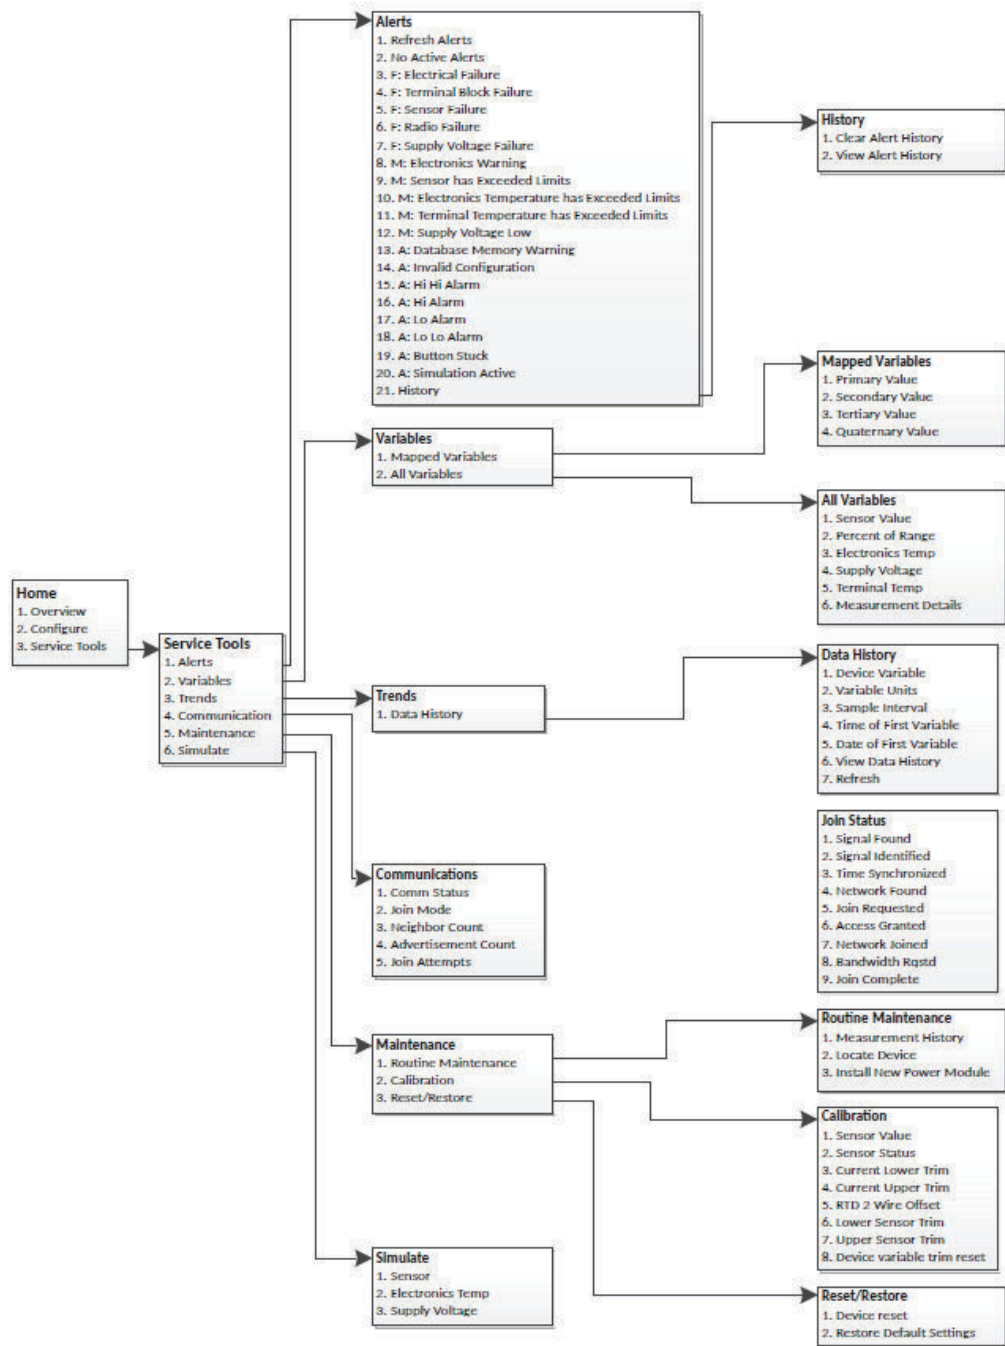 Home
1. Overview
2. Configure
3. Service Tools
Service Tools
1. Alerts
2. Variables
3. Trends
4. Communication
5. Maintenance
6. Simulate
Alerts
1. Refresh Alerts
2. No Active Alerts
3. F: Electrical Failure
4. F: Terminal Block Failure
5. F: Sensor Failure
6. F: Radio Failure
7. F: Supply Voltage Failure
8. M: Electronics Warning
9. M: Sensor has Exceeded Limits
10. M: Electronics Temperature has Exceeded Limits
11. M: Terminal Temperature has Exceeded Limits
12. M: Supply Voltage Low
13. A: Database Memory Warning
14. A: Invalid Configuration
15. A: Hi Hi Alarm
16. A: Hi Alarm
17. A: Lo Alarm
18. A: Lo Lo Alarm
19. A: Button Stuck
20. A: Simulation Active
21. History
History
1. Clear Alert History
2. View Alert History
Variables
1. Mapped Variables
2. All Variables
Mapped Variables
1. Primary Value
2. Secondary Value
3. Tertiary Value
4. Quaternary Value
All Variables
1. Sensor Value
2. Percent of Range
3. Electronics Temp
4. Supply Voltage
5. Terminal Temp
6. Measurement Details
Trends
1. Data History
Data History
1. Device Variable
2. Variable Units
3. Sample Interval
4. Time of First Variable
5. Date of First Variable
6. View Data History
7. Refresh
Communications
1. Comm Status
2. Join Mode
3. Neighbor Count
4. Advertisement Count
5. Join Attempts
Join Status
1. Signal Found
2. Signal Identified
3. Time Synchronized
4. Network Found
5. Join Requested
6. Access Granted
7. Network Joined
8. Bandwidth Rqstd
9. Join Complete
Maintenance
1. Routine Maintenance
2. Calibration
3. Reset/Restore
Routine Maintenance
1. Measurement History
2. Locate Device
3. Install New Power Module
Calibration
1. Sensor Value
2. Sensor Status
3. Current Lower Trim
4. Current Upper Trim
5. RTD 2 Wire Offset
6. Lower Sensor Trim
7. Upper Sensor Trim
8. Device variable trim reset
Simulate
1. Sensor
2. Electronics Temp
3. Supply Voltage
Reset/Restore
1. Device reset
2. Restore Default Settings